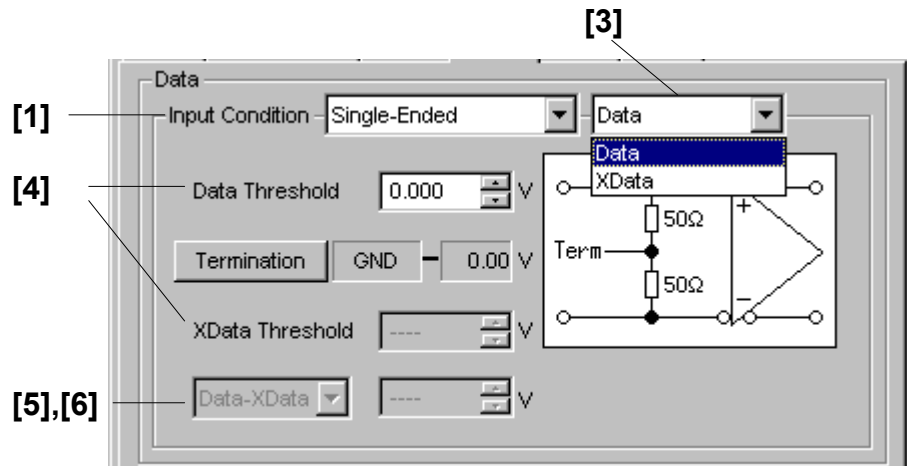 [3]
Data
[1] Input Condition Single-Ended Data
Data
XData
[4] Data Threshold 0.000 V
+
50Ω
Termination GND 0.00 V Term
50Ω
−
XData Threshold ---- V
[5],[6] Data-XData ---- V